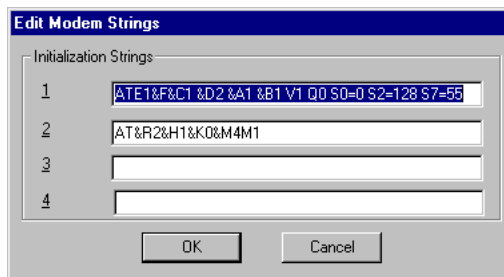 Edit Modem Strings
Initialization Strings
1 ATE1&F&C1 &D2 &A1 &B1 V1 Q0 S0=0 S2=128 S7=55
2 AT&R2&H1&K0&M4M1
3
4
OK Cancel